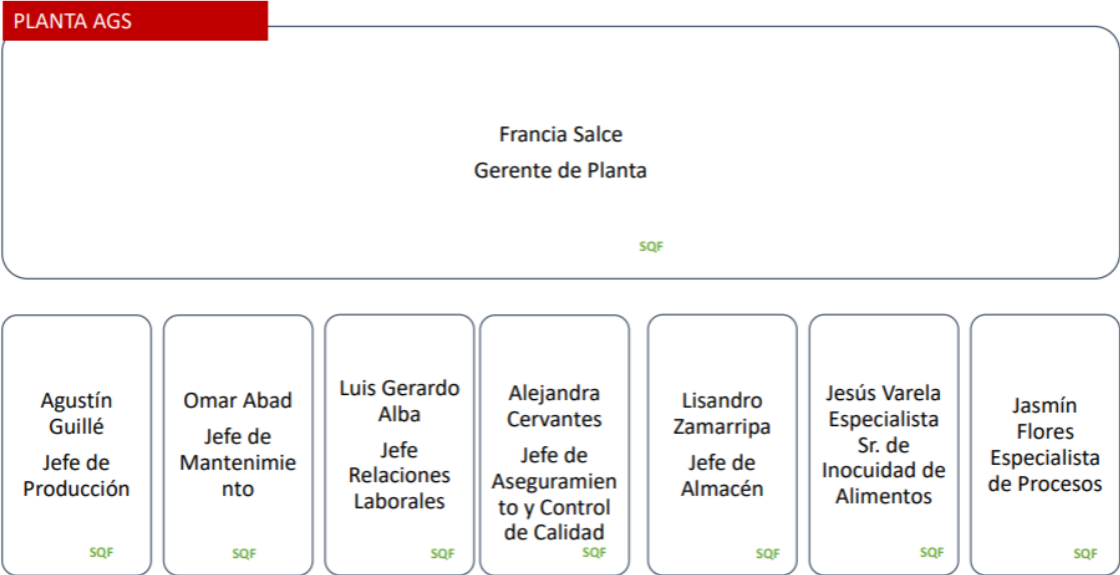 PLANTA AGS
Francia Salce
Gerente de Planta
SQF
Agustín
Guillé
Jefe de
Producción
SQF
Omar Abad
Jefe de
Mantenimie
nto
SQF
Luis Gerardo
Alba
Jefe
Relaciones
Laborales
SQF
Alejandra
Cervantes
Jefe de
Aseguramien
to y Control
de Calidad
SQF
Lisandro
Zamarripa
Jefe de
Almacén
SQF
Jesús Varela
Especialista
Sr. de
Inocuidad de
Alimentos
SQF
Jasmín
Flores
Especialista
de Procesos
SQF